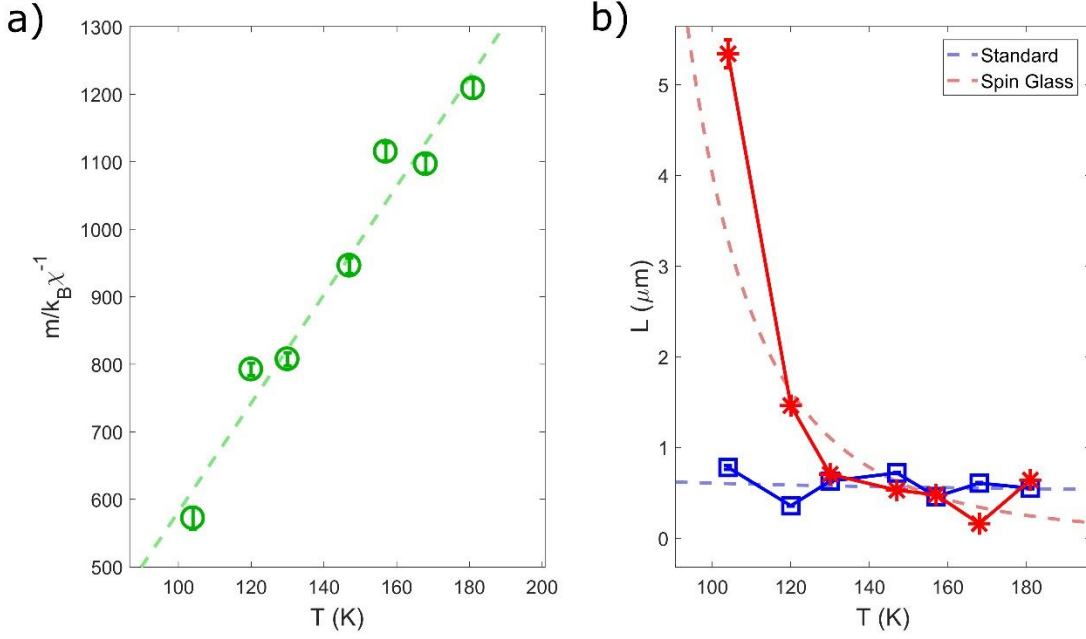 a)
1300
1200
1100
1000
900
800
700
600
500
m/k_Bχ^-1
100 120 140 160 180 200
T (K)
b)
Standard
Spin Glass
5
4
3
2
1
0
L (μm)
100 120 140 160 180
T (K)